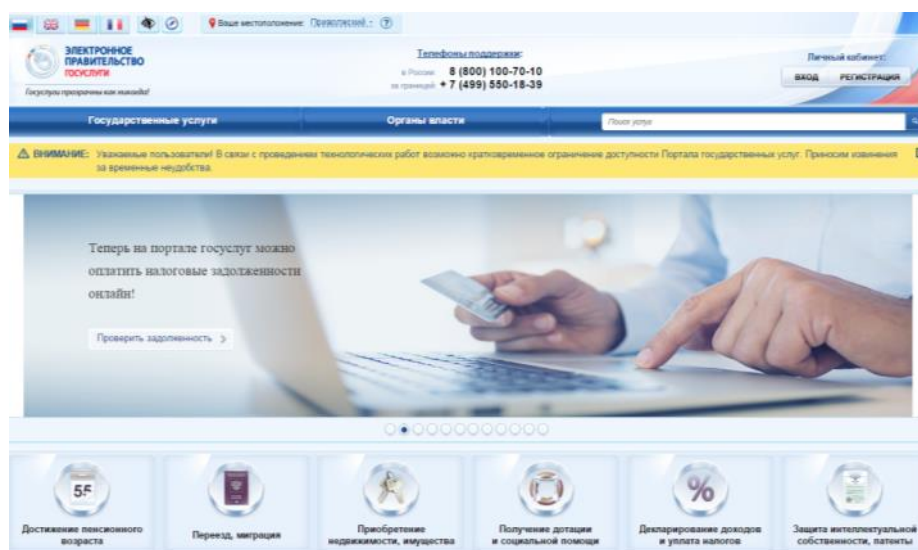 Ваше местоположение: Приволжский
ЭЛЕКТРОННОЕ
ПРАВИТЕЛЬСТВО
ГОСУСЛУГИ
Госуслуги прозрачны как никогда!
Телефоны поддержки:
в России 8 (800) 100-70-10
за границей + 7 (499) 550-18-39
Личный кабинет:
ВХОД РЕГИСТРАЦИЯ
Государственные услуги
Органы власти
Поиск услуг
ВНИМАНИЕ: Уважаемые пользователи! В связи с проведением технологических работ возможно кратковременное ограничение доступности Портала государственных услуг. Приносим извинения
за временные неудобства.
Теперь на портале госуслуг можно
оплатить налоговые задолженности
онлайн!
Проверить задолженность
55
%
Достижение пенсионного
возраста
Переезд, миграция
Приобретение
недвижимости, имущества
Получение дотации
и социальной помощи
Декларирование доходов
и уплата налогов
Защита интеллектуальной
собственности, патенты